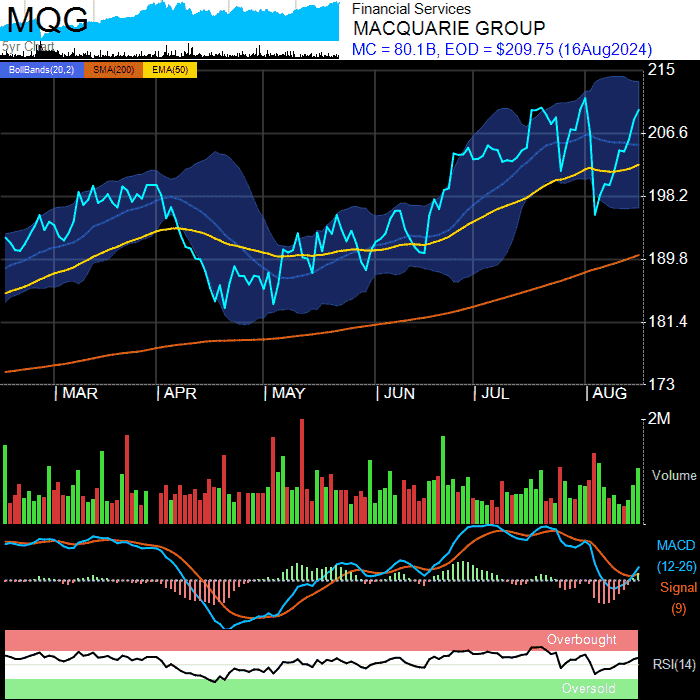 MQG
5yr Chart
Financial Services
MACQUARIE GROUP
MC = 80.1B, EOD = $209.75 (16Aug2024)
BollBands(20,2) SMA(200) EMA(50)
215
206.6
198.2
189.8
181.4
173
| MAR | APR | MAY | JUN | JUL | AUG
2M
Volume
MACD
(12-26)
Signal
(9)
Overbought
RSI(14)
Oversold